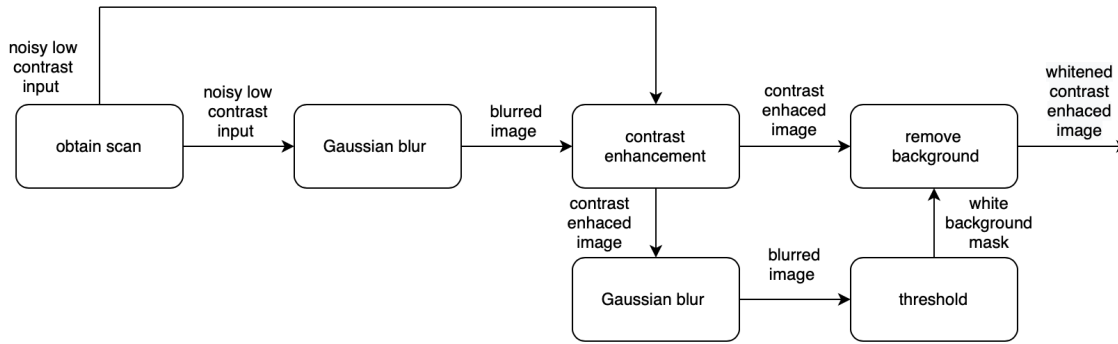 noisy low
contrast
input
obtain scan
noisy low
contrast
input
Gaussian blur
blurred
image
contrast
enhancement
contrast
enhaced
image
remove
background
whitened
contrast
enhaced
image
contrast
enhaced
image
Gaussian blur
blurred
image
threshold
white
background
mask